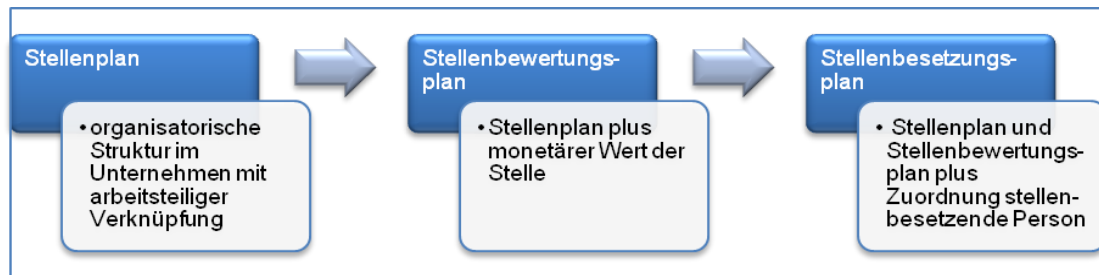 Stellenplan
• organisatorische
Struktur im
Unternehmen mit
arbeitsteiliger
Verknüpfung
Stellenbewertungs-
plan
• Stellenplan plus
monetärer Wert der
Stelle
Stellenbesetzungs-
plan
• Stellenplan und
Stellenbewertungs-
plan plus
Zuordnung stellen-
besetzende Person